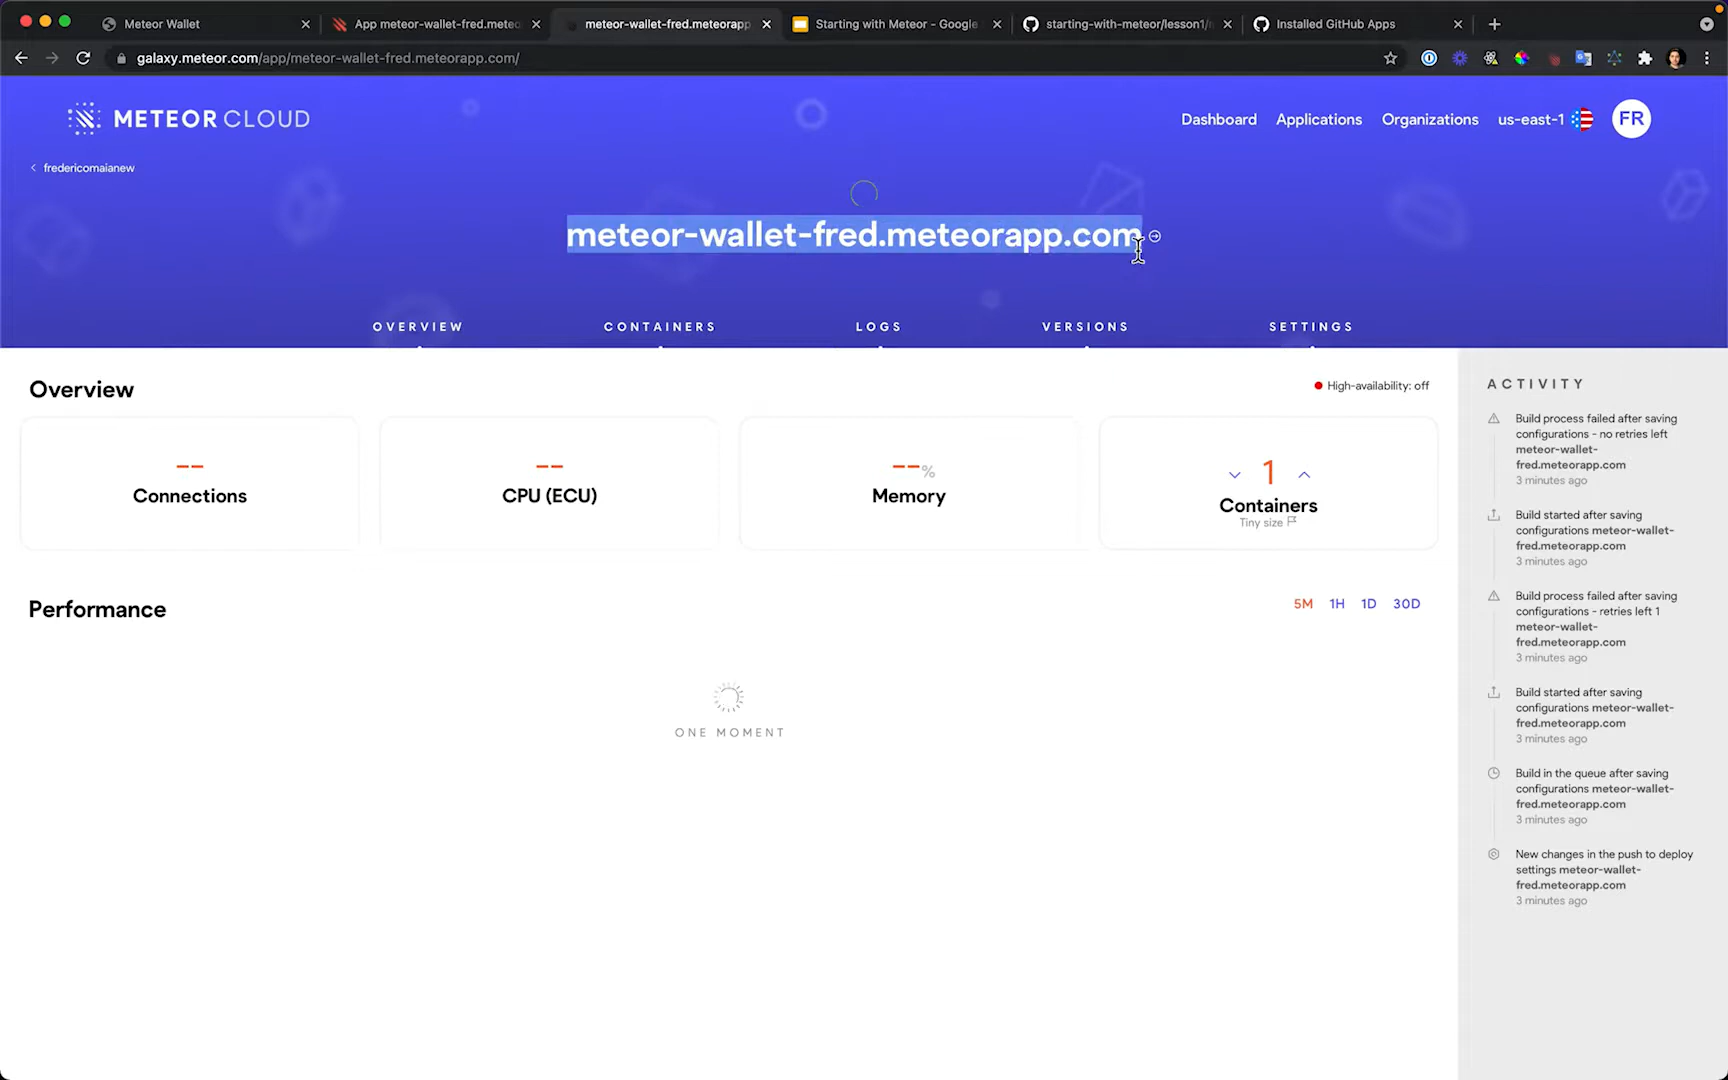 Meteor Wallet
App meteor-wallet-fred.meteo
meteor-wallet-fred.meteorapp
Starting with Meteor - Google
starting-with-meteor/lesson1/
Installed GitHub Apps
galaxy.meteor.com/app/meteor-wallet-fred.meteorapp.com/
METEOR CLOUD
Dashboard
Applications
Organizations
us-east-1
FR
fredericomaianew
meteor-wallet-fred.meteorapp.com
OVERVIEW
CONTAINERS
LOGS
VERSIONS
SETTINGS
Overview
High-availability: off
--
Connections
--
CPU (ECU)
--%
Memory
1
Containers
Tiny size
Performance
5M
1H
1D
30D
ONE MOMENT
ACTIVITY
Build process failed after saving
configurations - no retries left
meteor-wallet-
fred.meteorapp.com
3 minutes ago
Build started after saving
configurations meteor-wallet-
fred.meteorapp.com
3 minutes ago
Build process failed after saving
configurations - retries left 1
meteor-wallet-
fred.meteorapp.com
3 minutes ago
Build started after saving
configurations meteor-wallet-
fred.meteorapp.com
3 minutes ago
Build in the queue after saving
configurations meteor-wallet-
fred.meteorapp.com
3 minutes ago
New changes in the push to deploy
settings meteor-wallet-
fred.meteorapp.com
3 minutes ago